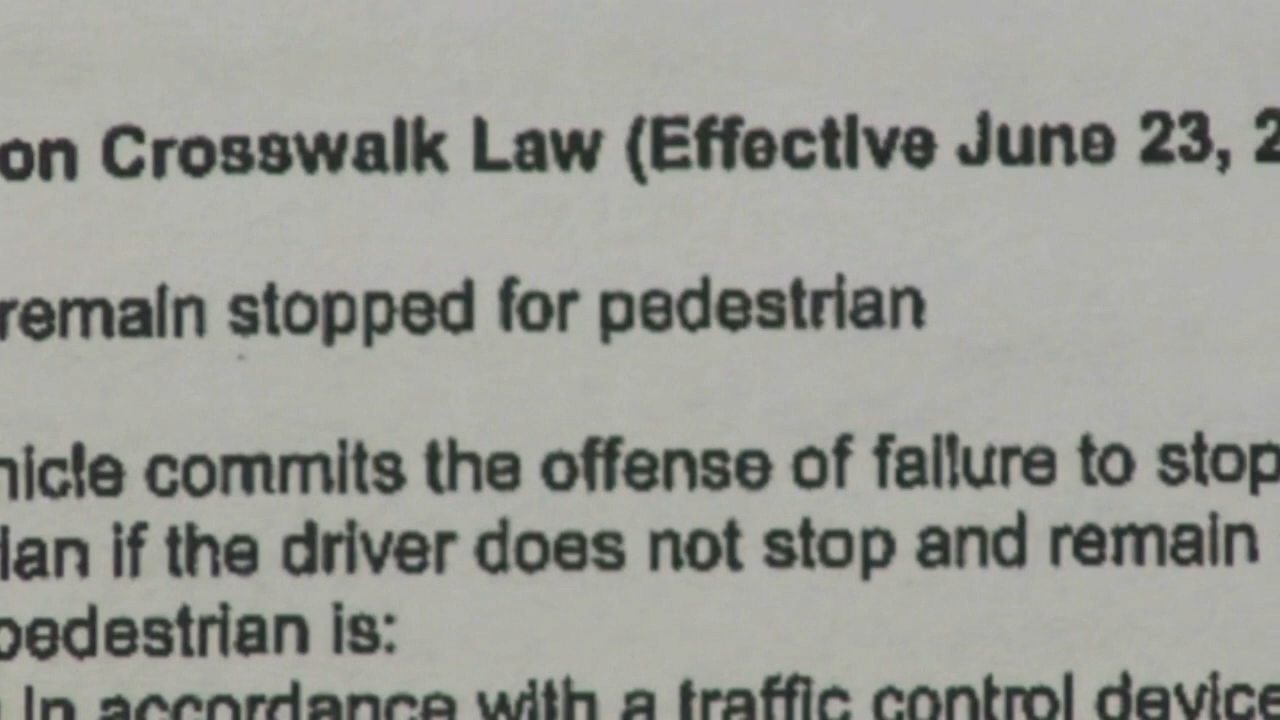 on Crosswalk Law (Effective June 23, 2
remain stopped for pedestrian
hicle commits the offense of failure to stop
ian if the driver does not stop and remain
pedestrian is:
In accordance with a traffic control device